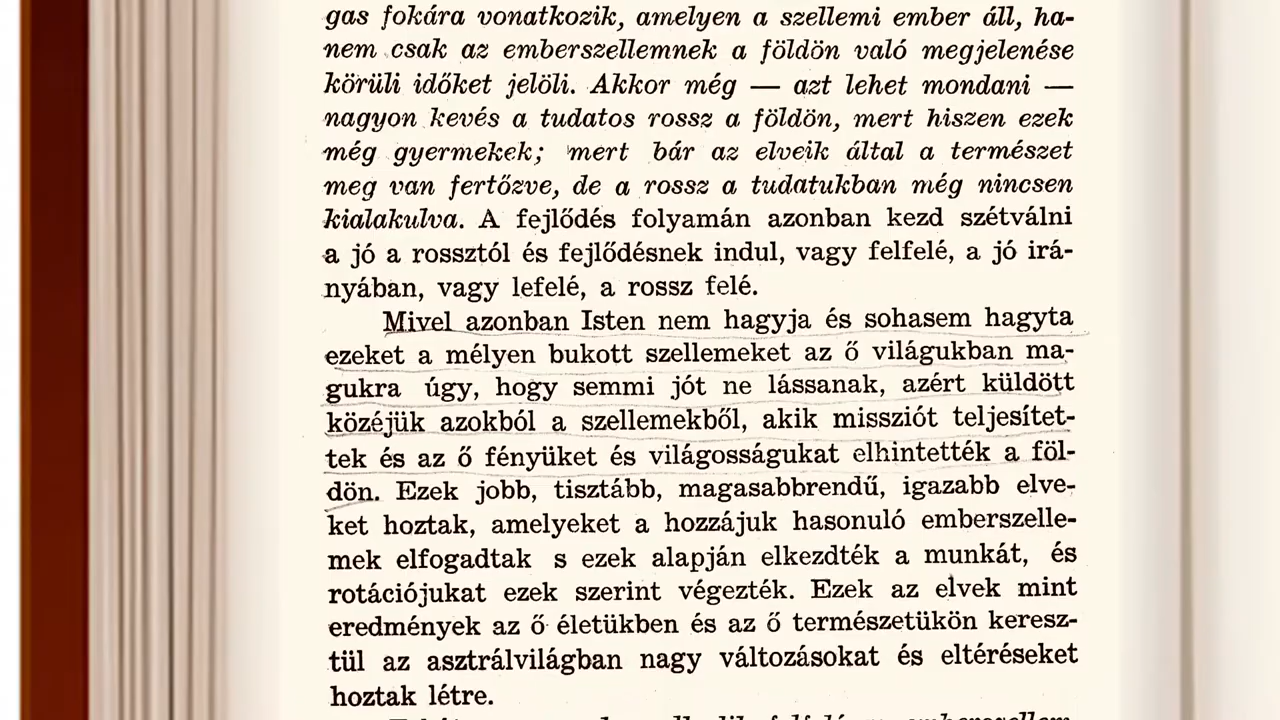 gas fokára vonatkozik, amelyen a szellemi ember áll, ha-
nem csak az emberszellemnek a földön való megjelenése
körüli időket jelöli. Akkor még — azt lehet mondani —
nagyon kevés a tudatos rossz a földön, mert hiszen ezek
még gyermekek; mert bár az elveik által a természet
meg van fertőzve, de a rossz a tudatukban még nincsen
kialakulva. A fejlődés folyamán azonban kezd szétválni
a jó a rossztól és fejlődésnek indul, vagy felfelé, a jó irá-
nyában, vagy lefelé, a rossz felé.
Mivel azonban Isten nem hagyja és sohasem hagyta
ezeket a mélyen bukott szellemeket az ő világukban ma-
gukra úgy, hogy semmi jót ne lássanak, azért küldött
közéjük azokból a szellemekből, akik missziót teljesítet-
tek és az ő fényüket és világosságukat elhintették a föl-
dön. Ezek jobb, tisztább, magasabbrendű, igazabb elve-
ket hoztak, amelyeket a hozzájuk hasonuló emberszelle-
mek elfogadtak s ezek alapján elkezdték a munkát, és
rotációjukat ezek szerint végezték. Ezek az elvek mint
eredmények az ő életükben és az ő természetükön keresz-
tül az asztrálvilágban nagy változásokat és eltéréseket
hoztak létre.